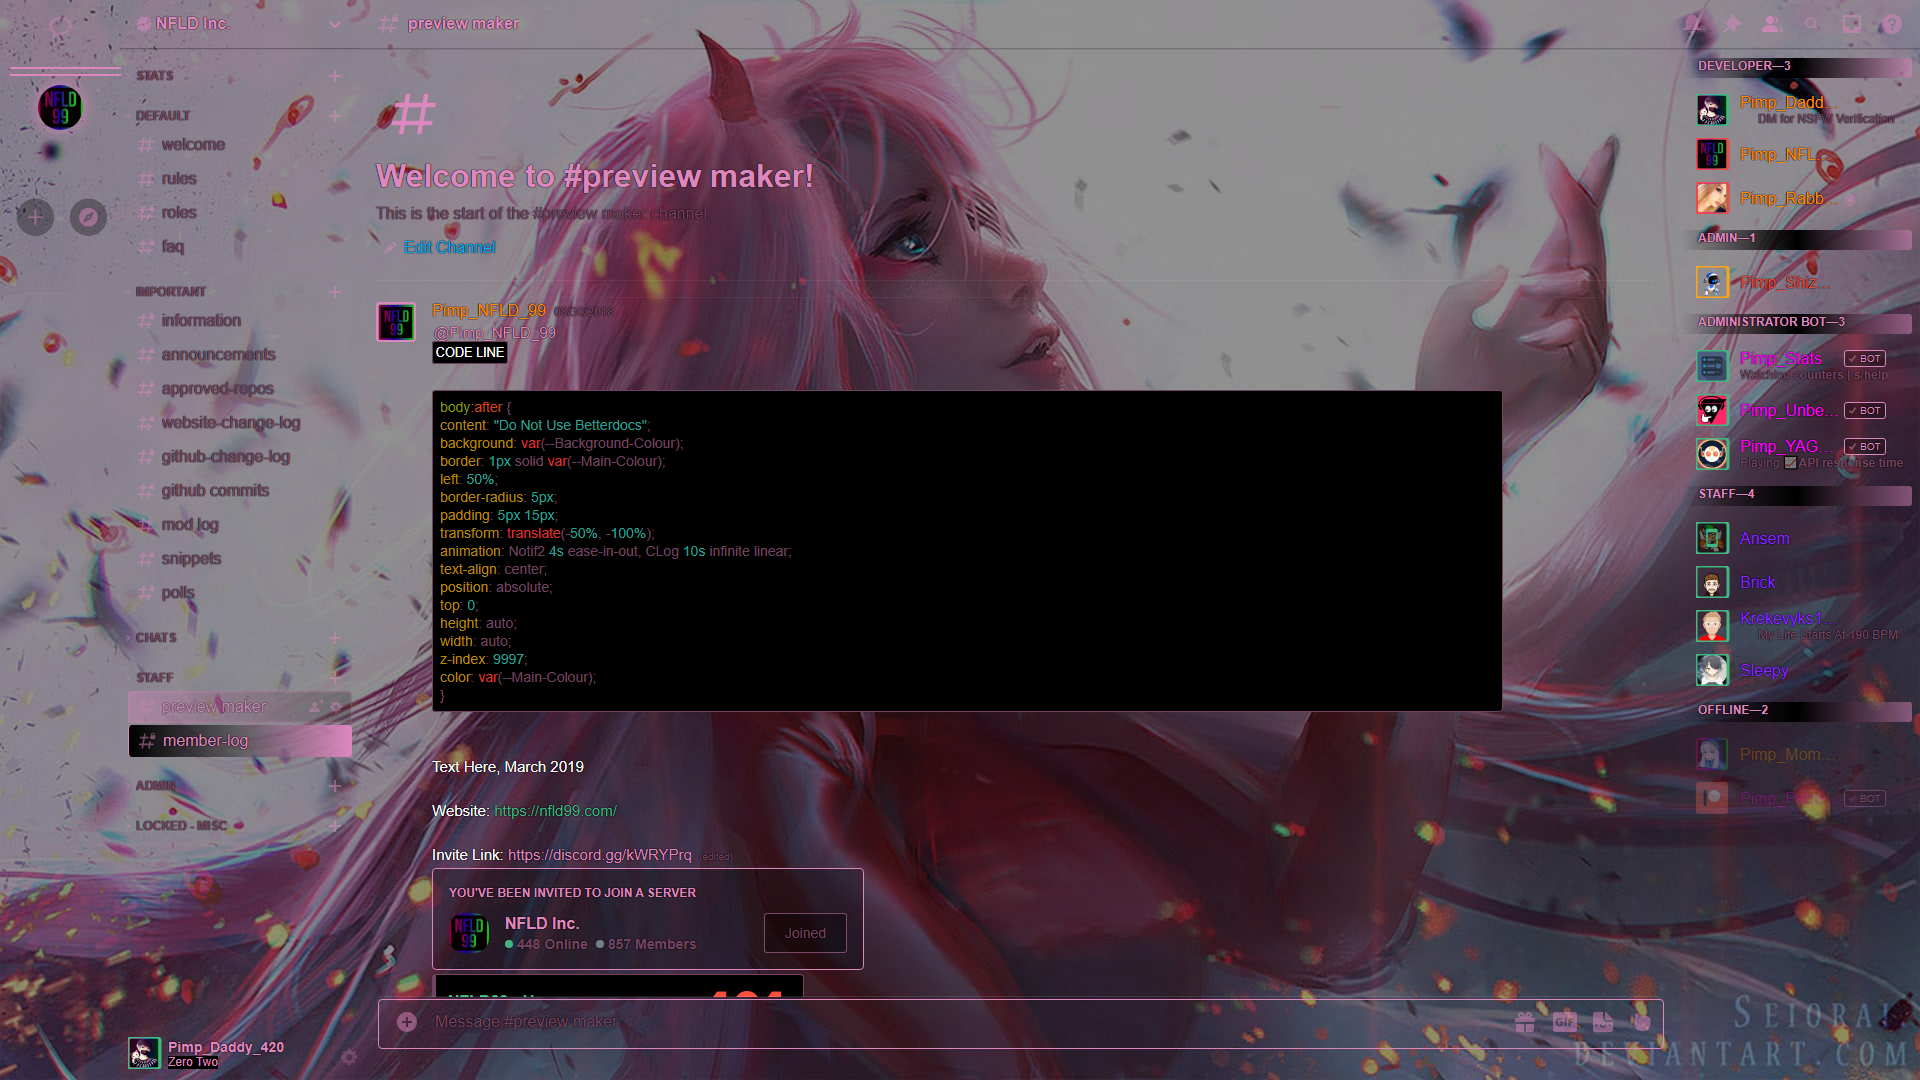 NFLD Inc.
preview maker
STATS
DEFAULT
welcome
rules
roles
faq
IMPORTANT
information
announcements
approved-repos
website-change-log
github-change-log
github commits
mod log
snippets
polls
CHATS
STAFF
preview maker
member-log
ADMIN
LOCKED - MISC
Pimp_Daddy_420
Zero Two
Welcome to #preview maker!
This is the start of the #preview maker channel.
Edit Channel
Pimp_NFLD_99 08/30/2018
@Pimp_NFLD_99
CODE LINE
body:after {
content: "Do Not Use Betterdocs";
background: var(--Background-Colour);
border: 1px solid var(--Main-Colour);
left: 50%;
border-radius: 5px;
padding: 5px 15px;
transform: translate(-50%, -100%);
animation: Notif2 4s ease-in-out, CLog 10s infinite linear;
text-align: center;
position: absolute;
top: 0;
height: auto;
width: auto;
z-index: 9997;
color: var(--Main-Colour);
}
Text Here, March 2019
Website: https://nfld99.com/
Invite Link: https://discord.gg/kWRYPrq (edited)
YOU'VE BEEN INVITED TO JOIN A SERVER
NFLD 99
NFLD Inc.
448 Online 857 Members
Joined
Message #preview maker
GIF
DEVELOPER—3
Pimp_Dadd...
DM for NSFW Verification
Pimp_NFL...
Pimp_Rabb...
ADMIN—1
Pimp_Shiz...
ADMINISTRATOR BOT—3
Pimp_Stats BOT
Watching counters | s/help
Pimp_Unbe... BOT
Pimp_YAG... BOT
Playing API response time
STAFF—4
Ansem
Brick
Krekevyks1...
My Life Starts At 190 BPM
Sleepy
OFFLINE—2
Pimp_Mom...
BOT
SEIORAI
DEVIANTART.COM